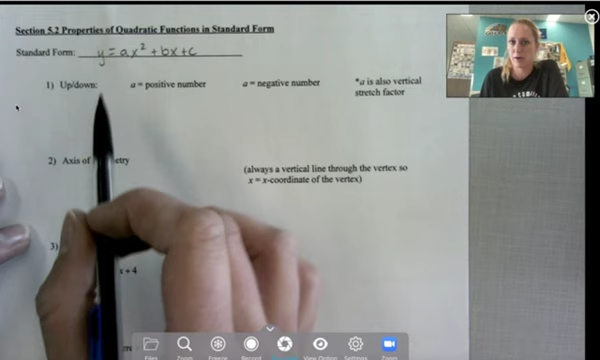 Section 5.2 Properties of Quadratic Functions in Standard Form
Standard Form: y = ax² + bx + c
1) Up/down: a = positive number a = negative number *a is also vertical
stretch factor
2) Axis of (always a vertical line through the vertex so
x = x-coordinate of the vertex)
3)
x + 4
Files Zoom Freeze Record View Option Settings Zoom